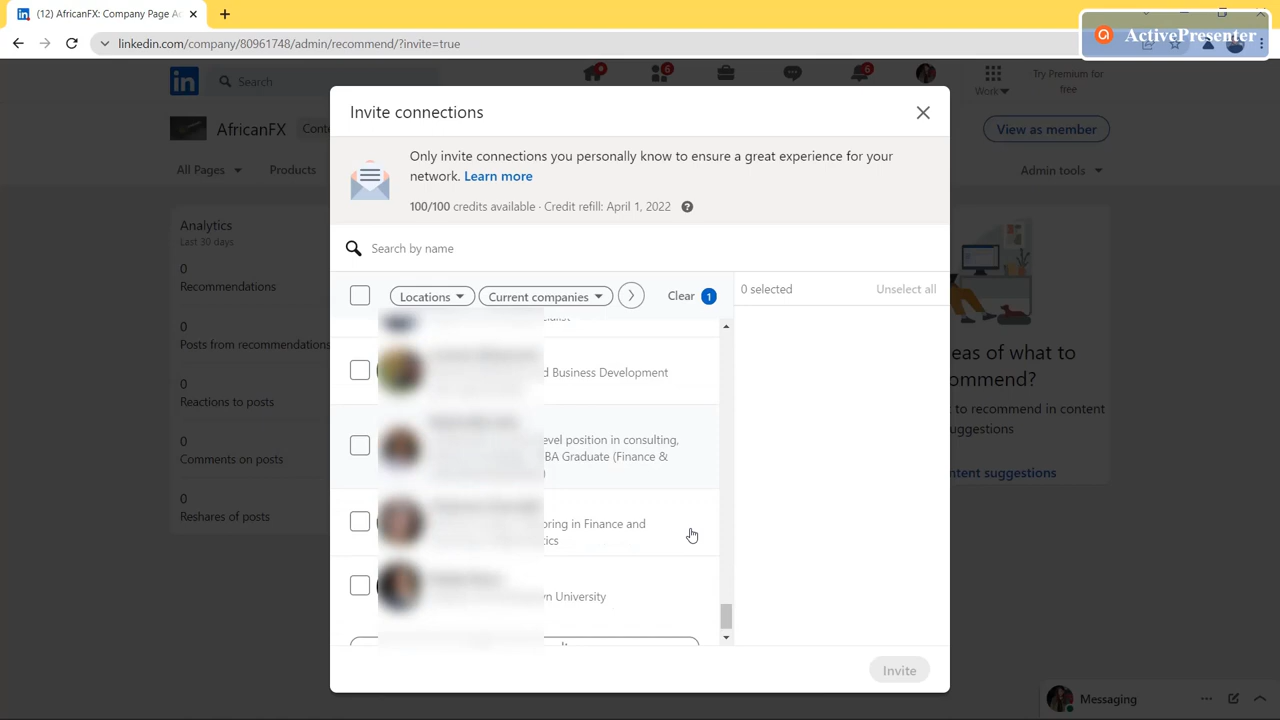 (12) AfricanFX: Company Page Ad
linkedin.com/company/80961748/admin/recommend/?invite=true
ActivePresenter
in
Search
6
6
Work
Try Premium for
free
AfricanFX
View as member
All Pages
Products
Admin tools
Analytics
Last 30 days
0
Recommendations
0
Posts from recommendations
0
Reactions to posts
0
Comments on posts
0
Reshares of posts
Invite connections
Only invite connections you personally know to ensure a great experience for your
network. Learn more
100/100 credits available · Credit refill: April 1, 2022
Search by name
Locations
Current companies
Clear 1
0 selected
Unselect all
d Business Development
evel position in consulting,
BA Graduate (Finance &
)
oring in Finance and
tics
n University
Invite
eas of what to
mmend?
to recommend in content
uggestions
ntent suggestions
Messaging